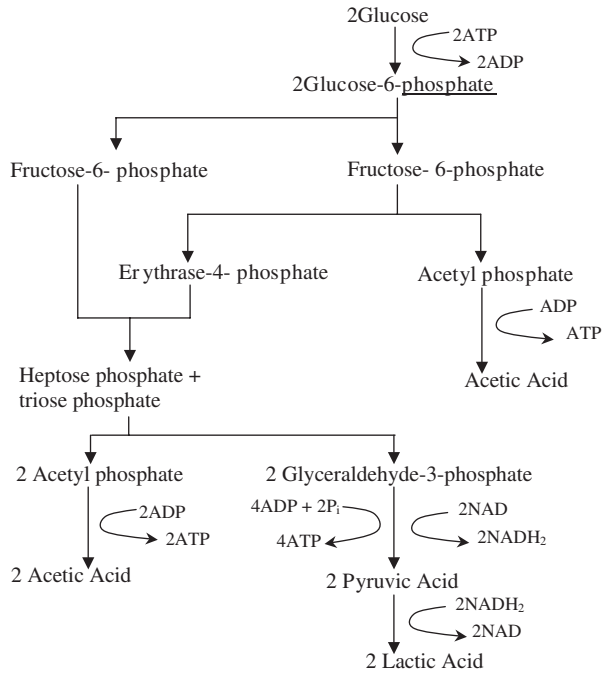 2Glucose
2ATP
2ADP
2Glucose-6-phosphate
Fructose-6- phosphate
Fructose- 6-phosphate
Erythrase-4- phosphate
Acetyl phosphate
ADP
ATP
Acetic Acid
Heptose phosphate +
triose phosphate
2 Acetyl phosphate
2 Glyceraldehyde-3-phosphate
2ADP
2ATP
4ADP + 2Pi
4ATP
2NAD
2NADH2
2 Acetic Acid
2 Pyruvic Acid
2NADH2
2NAD
2 Lactic Acid